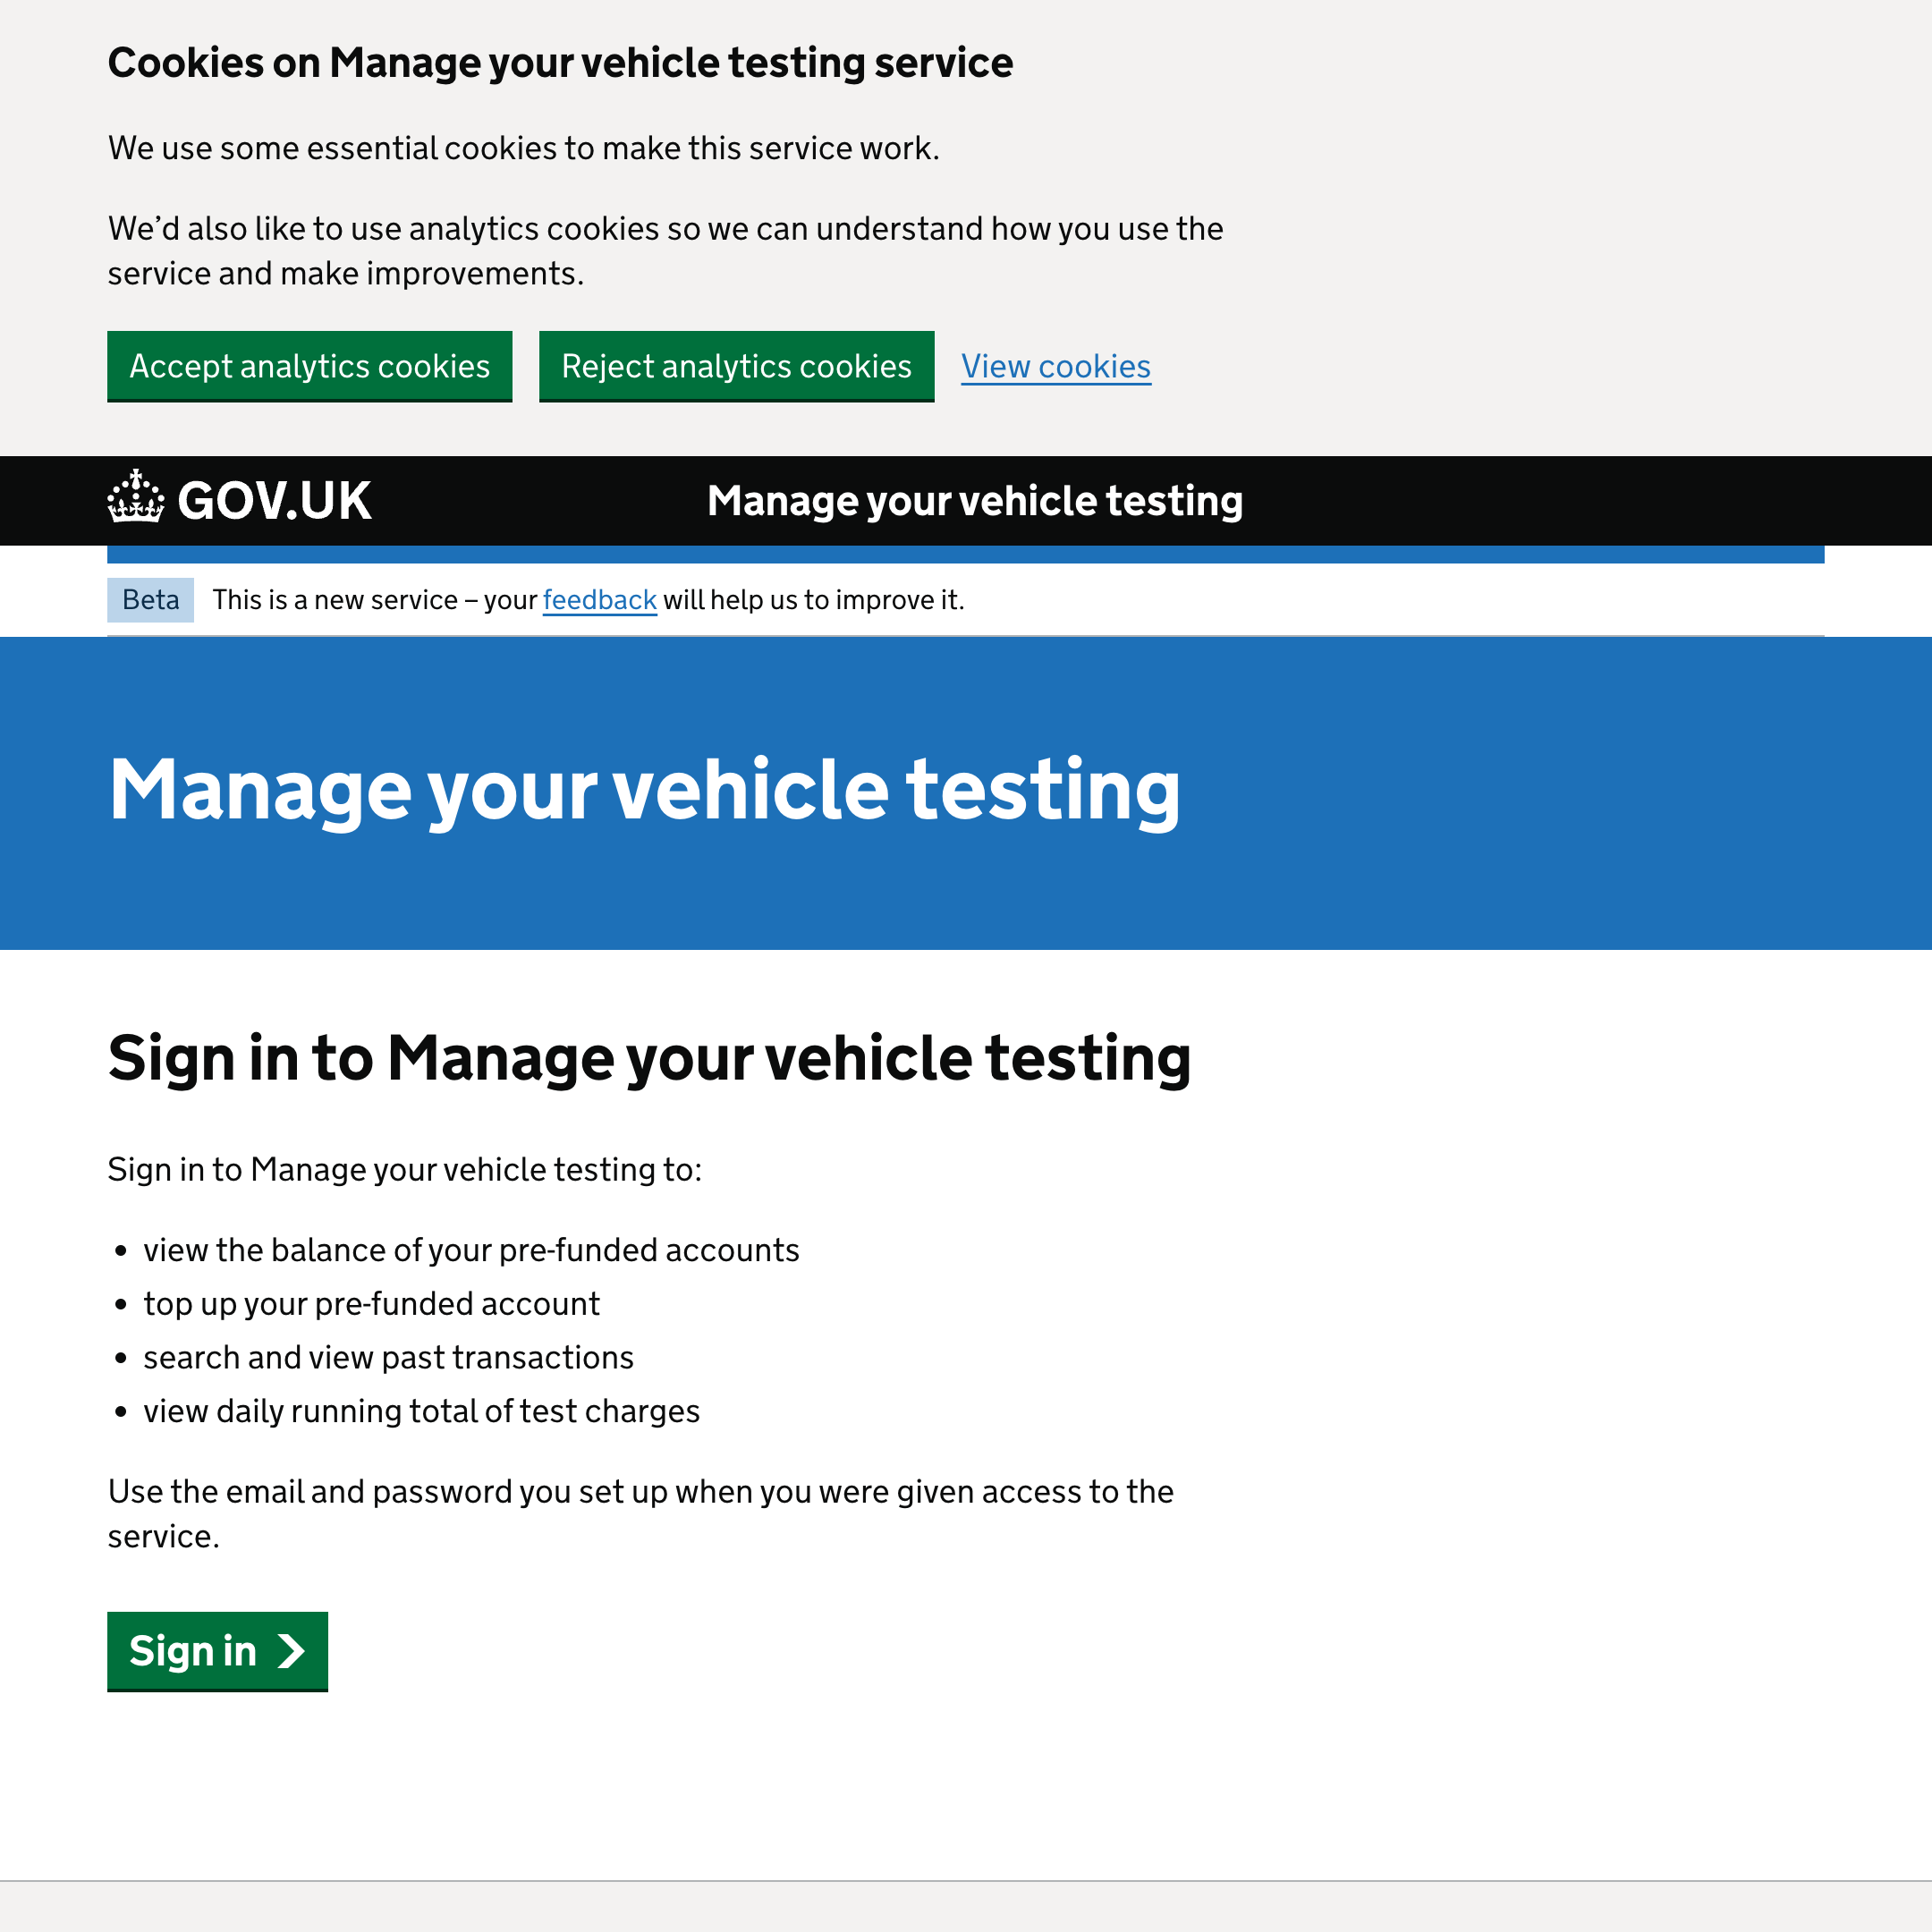 Cookies on Manage your vehicle testing service
We use some essential cookies to make this service work.
We’d also like to use analytics cookies so we can understand how you use the
service and make improvements.
Accept analytics cookies Reject analytics cookies View cookies
GOV.UK Manage your vehicle testing
Beta This is a new service – your feedback will help us to improve it.
Manage your vehicle testing
Sign in to Manage your vehicle testing
Sign in to Manage your vehicle testing to:
• view the balance of your pre-funded accounts
• top up your pre-funded account
• search and view past transactions
• view daily running total of test charges
Use the email and password you set up when you were given access to the
service.
Sign in